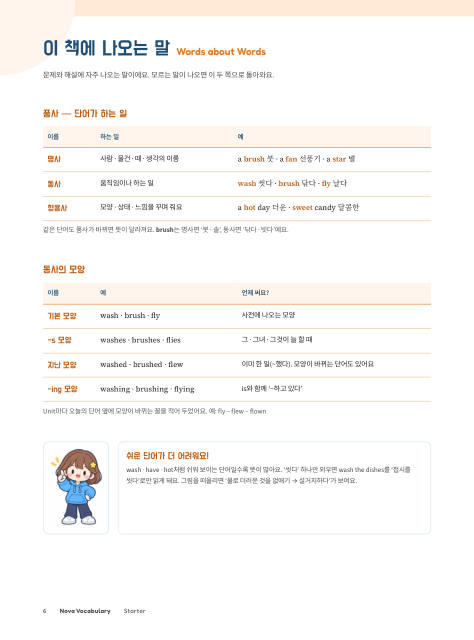 이 책에 나오는 말 Words about Words
문제와 해설에 자주 나오는 말이에요. 모르는 말이 나오면 이 두 쪽으로 돌아와요.
품사 — 단어가 하는 일
이름 하는 일 예
명사 사람 · 물건 · 때 · 생각의 이름 a brush 붓 · a fan 선풍기 · a star 별
동사 움직임이나 하는 일 wash 씻다 · brush 닦다 · fly 날다
형용사 모양 · 상태 · 느낌을 꾸며 줘요 a hot day 더운 · sweet candy 달콤한
같은 단어도 품사가 바뀌면 뜻이 달라져요. brush는 명사면 ‘붓 · 솔’, 동사면 ‘닦다 · 빗다’예요.
동사의 모양
이름 예 언제 써요?
기본 모양 wash · brush · fly 사전에 나오는 모양
-s 모양 washes · brushes · flies 그 · 그녀 · 그것이 늘 할 때
지난 모양 washed · brushed · flew 이미 한 일(~했다). 모양이 바뀌는 단어도 있어요
-ing 모양 washing · brushing · flying is와 함께 ‘~하고 있다’
Unit마다 오늘의 단어 옆에 모양이 바뀌는 꼴을 적어 두었어요. 예: fly – flew – flown
쉬운 단어가 더 어려워요!
wash · have · hot처럼 쉬워 보이는 단어일수록 뜻이 많아요. ‘씻다’ 하나만 외우면 wash the dishes를 ‘접시를
씻다’로만 읽게 돼요. 그림을 떠올리면 ‘물로 더러운 것을 없애기 → 설거지하다’가 보여요.
6 Nova Vocabulary Starter